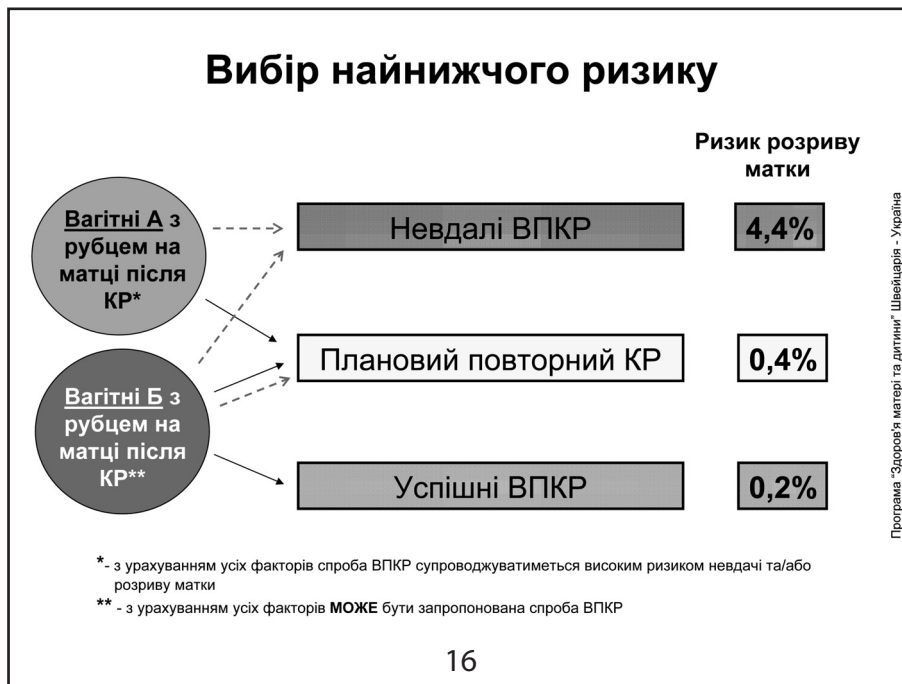 Вибір найнижчого ризику
Ризик розриву
матки
Вагітні А з
рубцем на
матці після
КР*
Невдалі ВПКР
4,4%
Плановий повторний КР
0,4%
Вагітні Б з
рубцем на
матці після
КР**
Успішні ВПКР
0,2%
*- з урахуванням усіх факторів спроба ВПКР супроводжуватиметься високим ризиком невдачі та/або
розриву матки
** - з урахуванням усіх факторів МОЖЕ бути запропонована спроба ВПКР
Програма "Здоров'я матері та дитини" Швейцарія - Україна
16